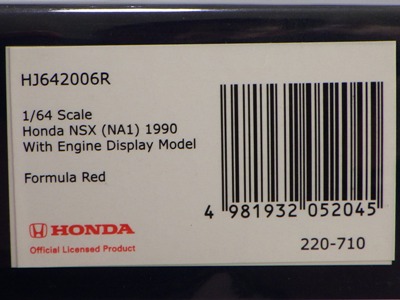 HJ642006R
1/64 Scale
Honda NSX (NA1) 1990
With Engine Display Model
Formula Red
4 981932 052045
HONDA
Official Licensed Product
220-710